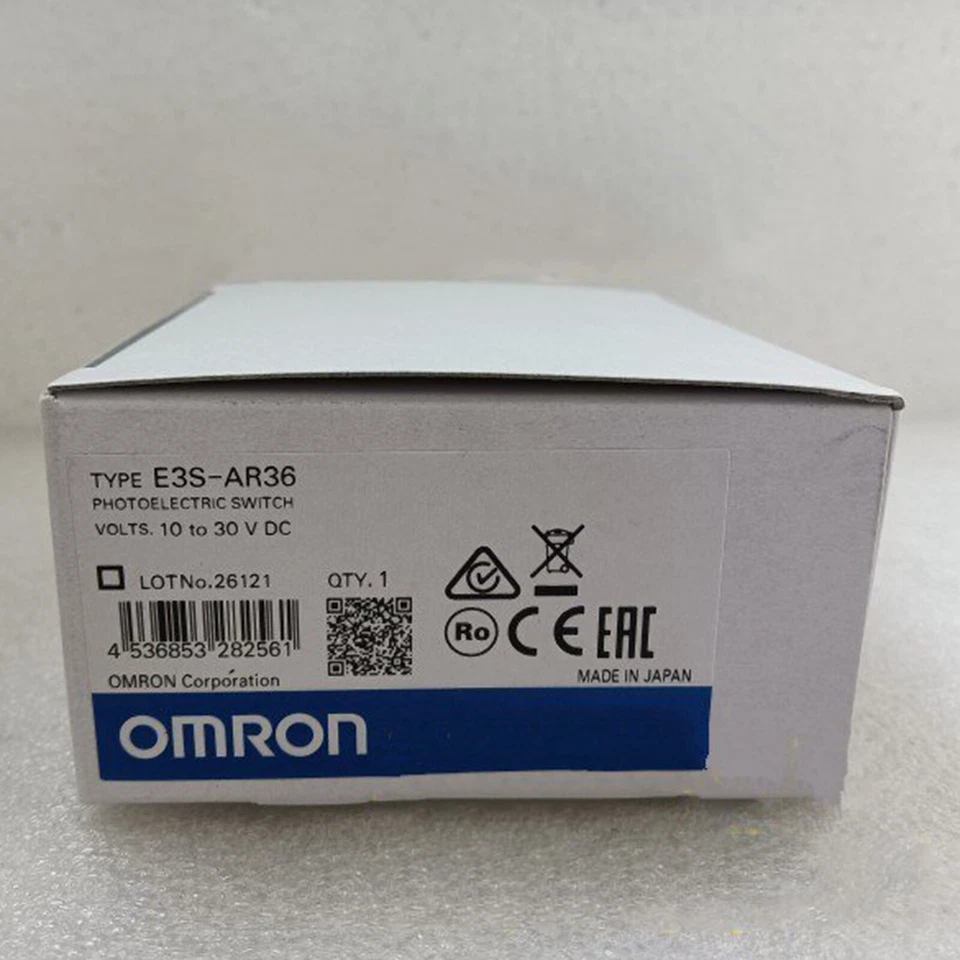 TYPE E3S-AR36
PHOTOELECTRIC SWITCH
VOLTS. 10 to 30 V DC
LOTNo.26121 QTY. 1
4 536853 282561
Ro CE EAC
OMRON Corporation MADE IN JAPAN
OMRON